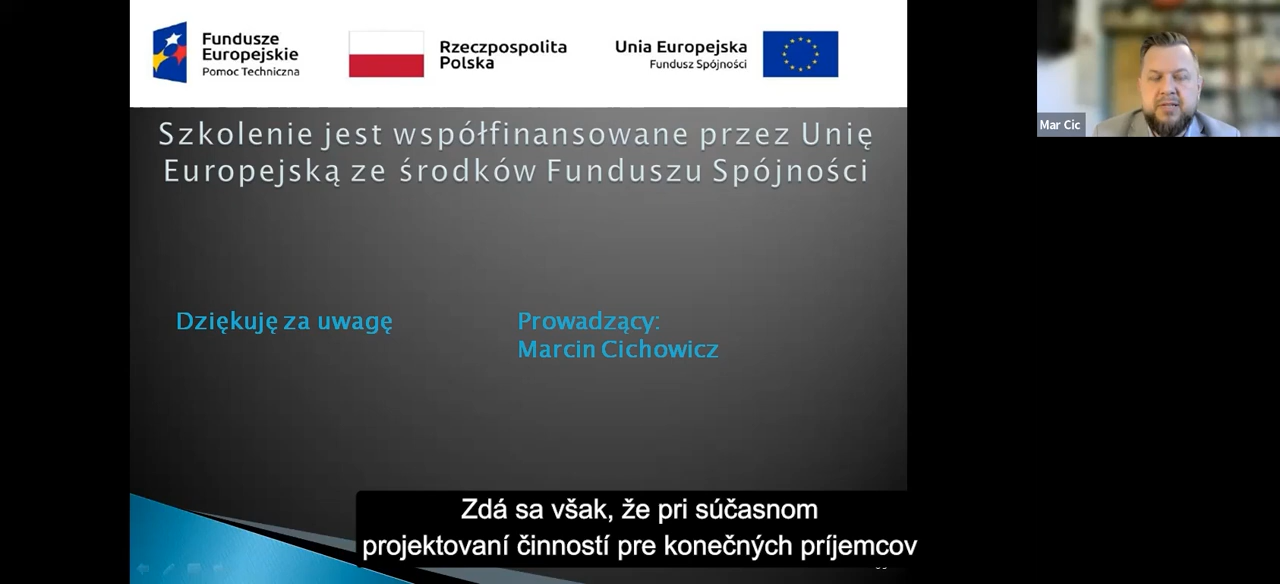 Fundusze
Europejskie
Pomoc Techniczna
Rzeczpospolita
Polska
Unia Europejska
Fundusz Spójności
Mar Cic
Szkolenie jest współfinansowane przez Unię
Europejską ze środków Funduszu Spójności
Dziękuję za uwagę
Prowadzący:
Marcin Cichowicz
Zdá sa však, že pri súčasnom
projektovaní činností pre konečných príjemcov